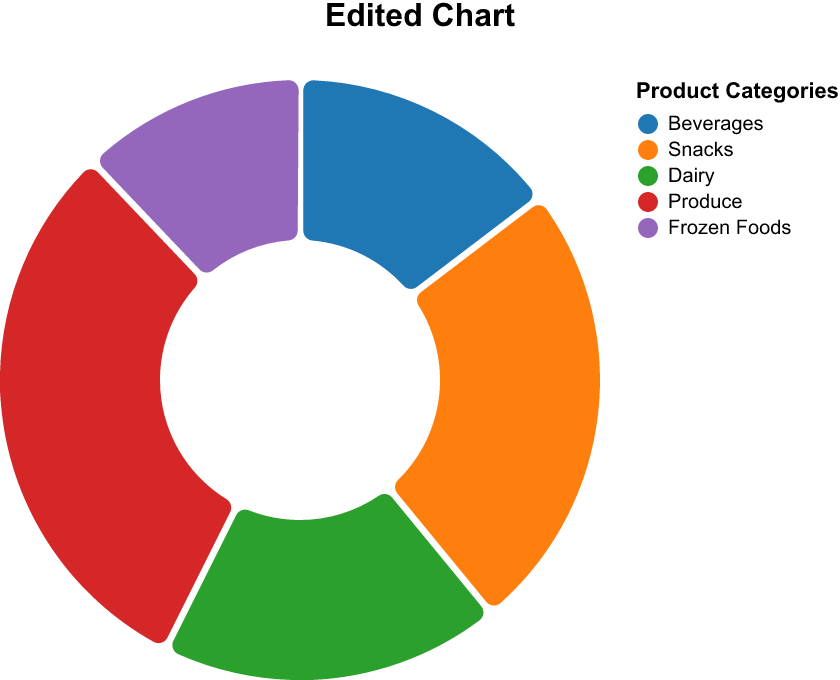 Edited Chart
Product Categories
Beverages
Snacks
Dairy
Produce
Frozen Foods